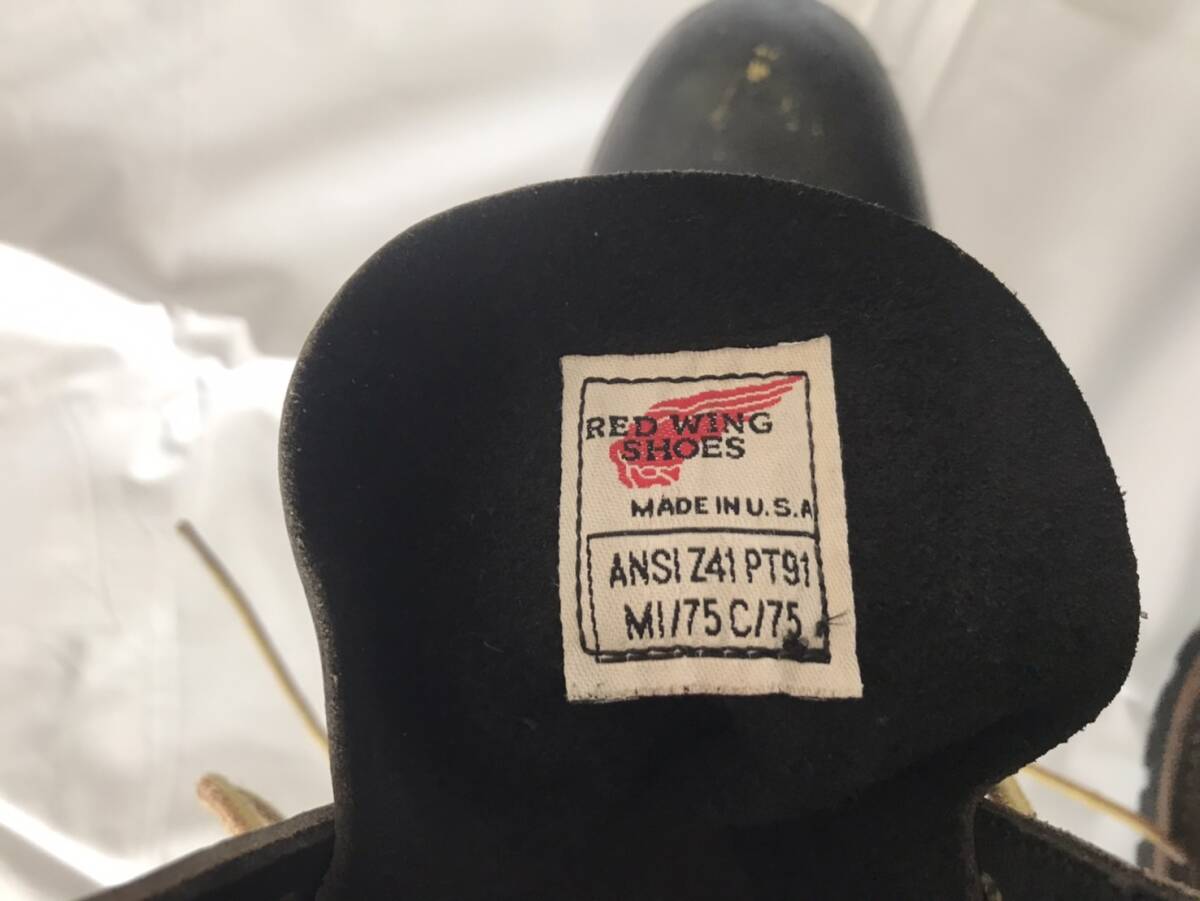 RED WING
SHOES
MADE IN U.S.A
ANSI Z41 PT91
MI/75 C/75